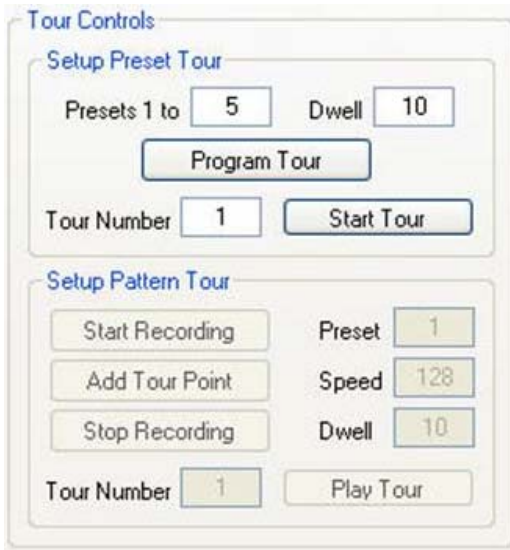 Tour Controls
Setup Preset Tour
Presets 1 to 5 Dwell 10
Program Tour
Tour Number 1 Start Tour
Setup Pattern Tour
Start Recording Preset 1
Add Tour Point Speed 128
Stop Recording Dwell 10
Tour Number 1 Play Tour